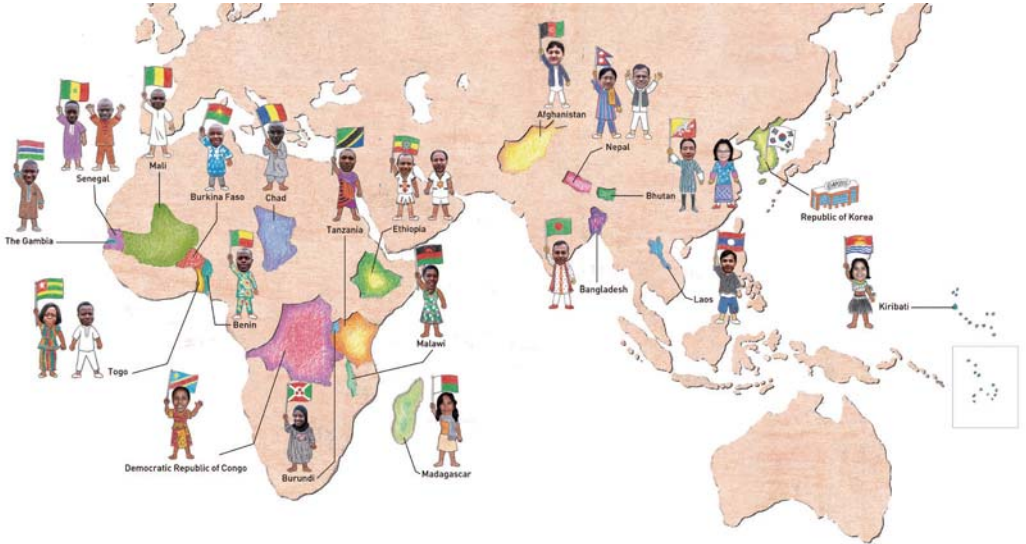 Afghanistan
Nepal
Senegal
Mali
Burkina Faso
Chad
Tanzania
Ethiopia
Bhutan
Republic of Korea
The Gambia
Bangladesh
Laos
Kiribati
Benin
Malawi
Togo
Democratic Republic of Congo
Burundi
Madagascar